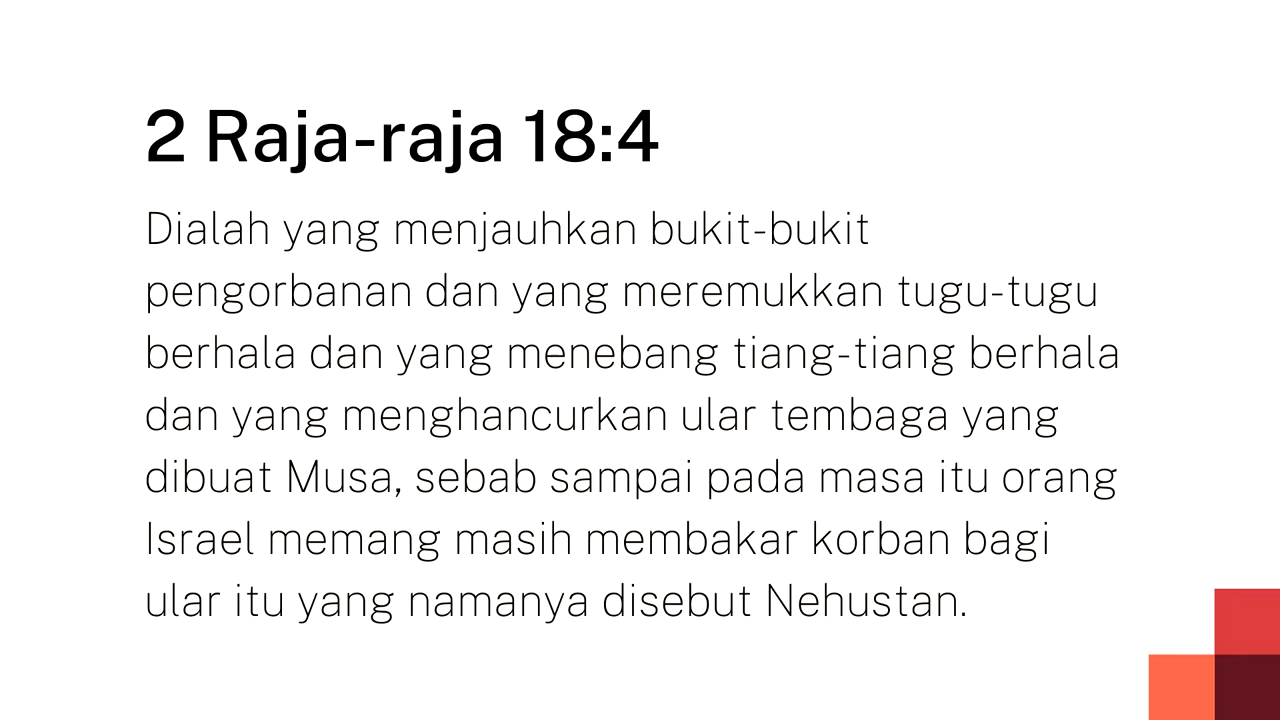 2 Raja-raja 18:4
Dialah yang menjauhkan bukit-bukit
pengorbanan dan yang meremukkan tugu-tugu
berhala dan yang menebang tiang-tiang berhala
dan yang menghancurkan ular tembaga yang
dibuat Musa, sebab sampai pada masa itu orang
Israel memang masih membakar korban bagi
ular itu yang namanya disebut Nehustan.